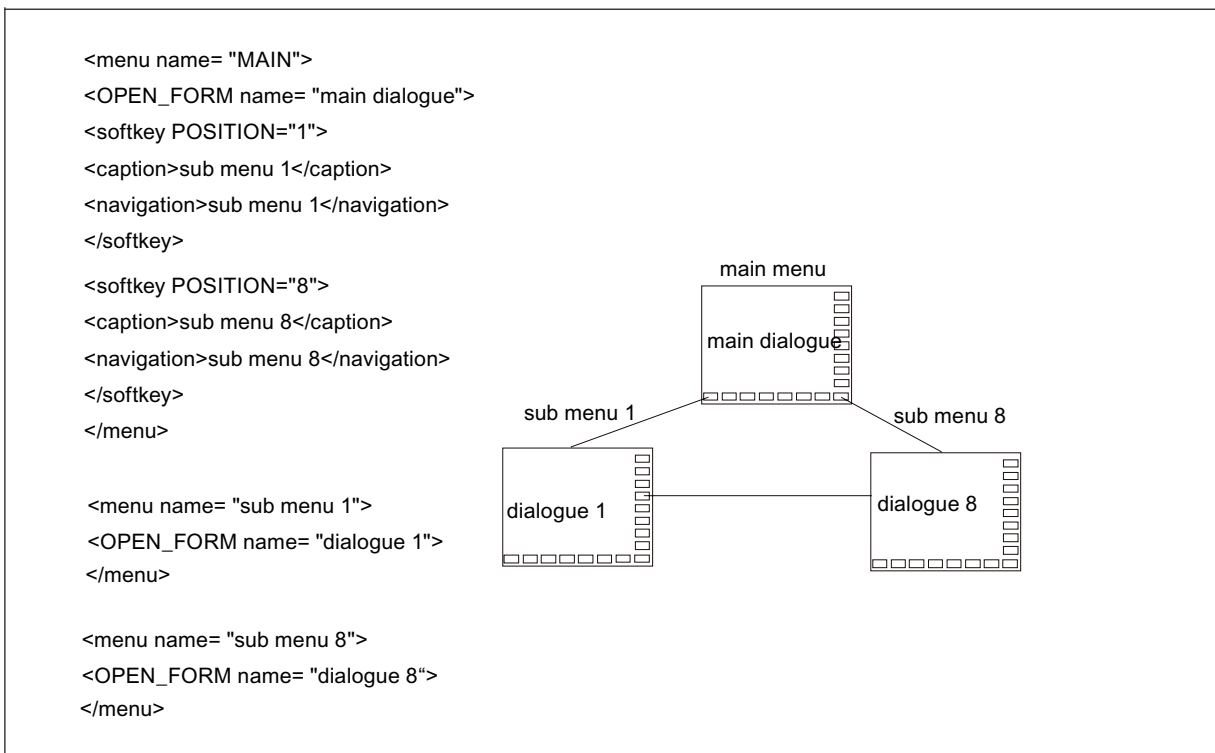 <menu name= "MAIN">
<OPEN_FORM name= "main dialogue">
<softkey POSITION="1">
<caption>sub menu 1</caption>
<navigation>sub menu 1</navigation>
</softkey>
<softkey POSITION="8">
<caption>sub menu 8</caption>
<navigation>sub menu 8</navigation>
</softkey>
</menu>
<menu name= "sub menu 1">
<OPEN_FORM name= "dialogue 1">
</menu>
<menu name= "sub menu 8">
<OPEN_FORM name= "dialogue 8“>
</menu>
main menu
main dialogue
sub menu 1
sub menu 8
dialogue 1
dialogue 8